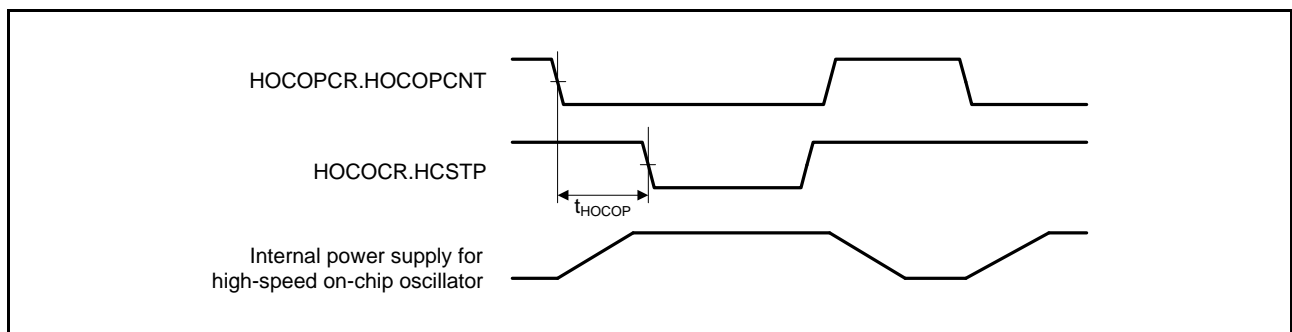 HOCOPCR.HOCOPCNT
HOCOCR.HCSTP
tHOCOP
Internal power supply for
high-speed on-chip oscillator